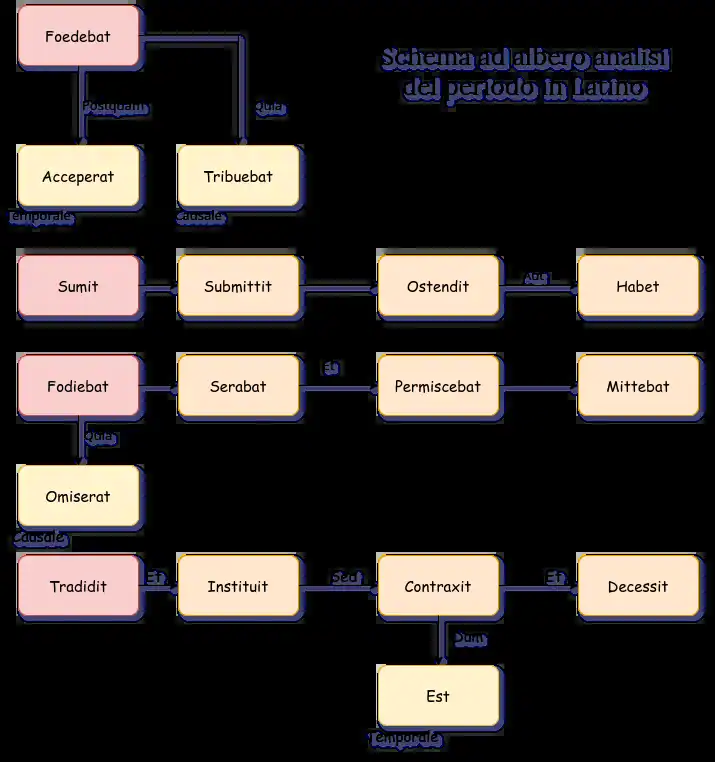 Foedebat
Schema ad albero analisi
del periodo in Latino
Postquam
Quia
Acceperat
Tribuebat
Temporale
Causale
Sumit
Submittit
Ostendit
Aut
Habet
Fodiebat
Serabat
Et
Permiscebat
Mittebat
Quia
Omiserat
Causale
Tradidit
Et
Instituit
Sed
Contraxit
Et
Decessit
Dum
Est
Temporale